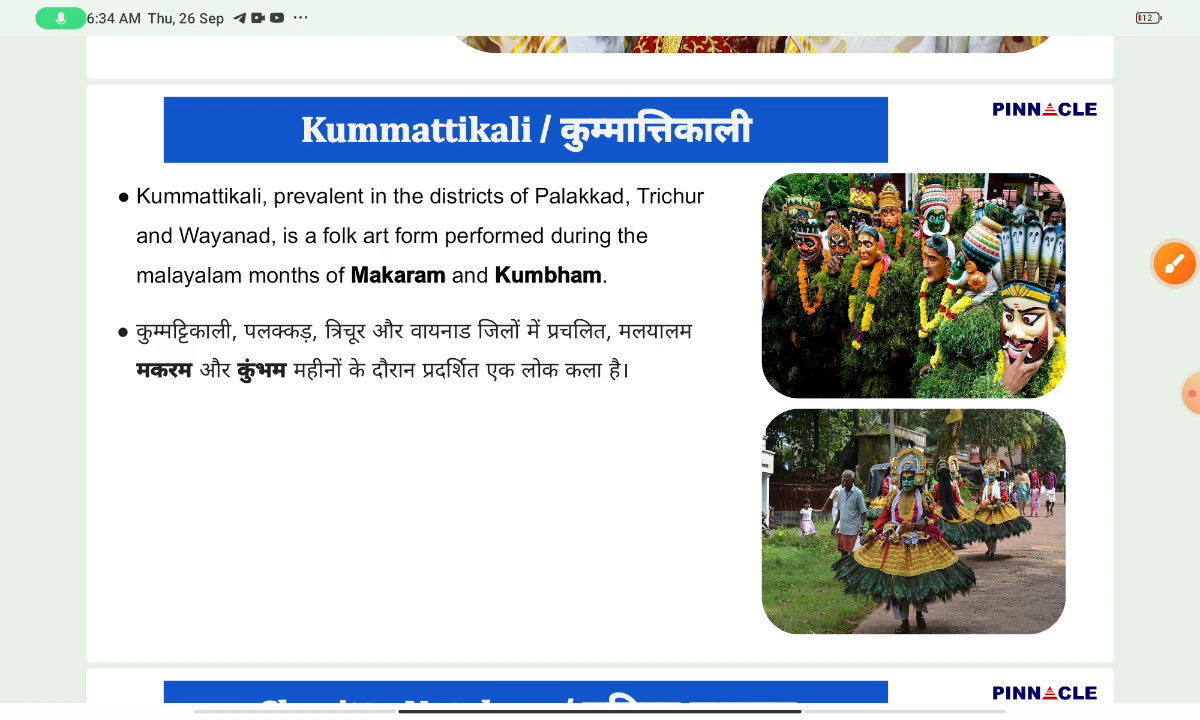 6:34 AM Thu, 26 Sep
12
PINNACLE
Kummattikali / कुम्मात्तिकाली
● Kummattikali, prevalent in the districts of Palakkad, Trichur
and Wayanad, is a folk art form performed during the
malayalam months of Makaram and Kumbham.
● कुम्मट्टिकाली, पलक्कड़, त्रिचूर और वायनाड जिलों में प्रचलित, मलयालम
मकरम और कुंभम महीनों के दौरान प्रदर्शित एक लोक कला है।
PINNACLE